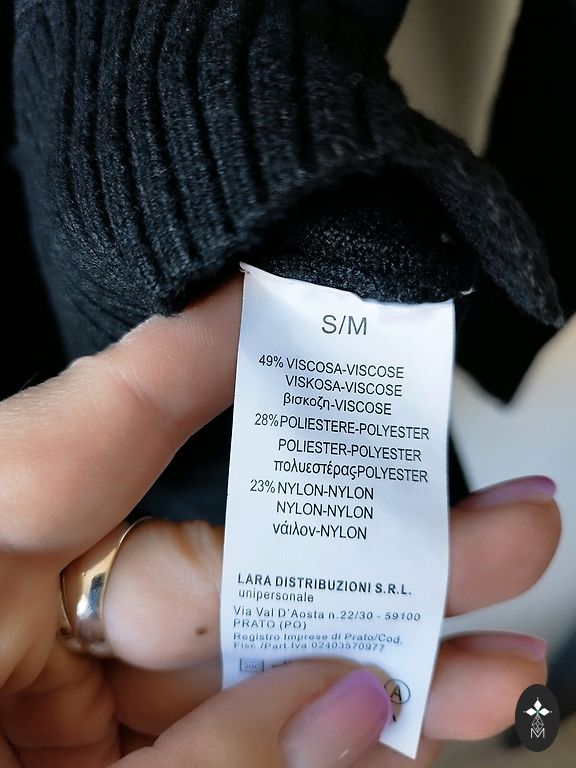 S/M
49% VISCOSA-VISCOSE
VISKOSA-VISCOSE
βισκοζη-VISCOSE
28%POLIESTERE-POLYESTER
POLIESTER-POLYESTER
πολυεστέραςPOLYESTER
23%NYLON-NYLON
NYLON-NYLON
νάιλον-NYLON
LARA DISTRIBUZIONI S.R.L.
unipersonale
Via Val D'Aosta n.22/30 - 59100
PRATO (PO)
Registro Imprese di Prato/Cod.
Fisc./Part.Iva 02403570977
A
M